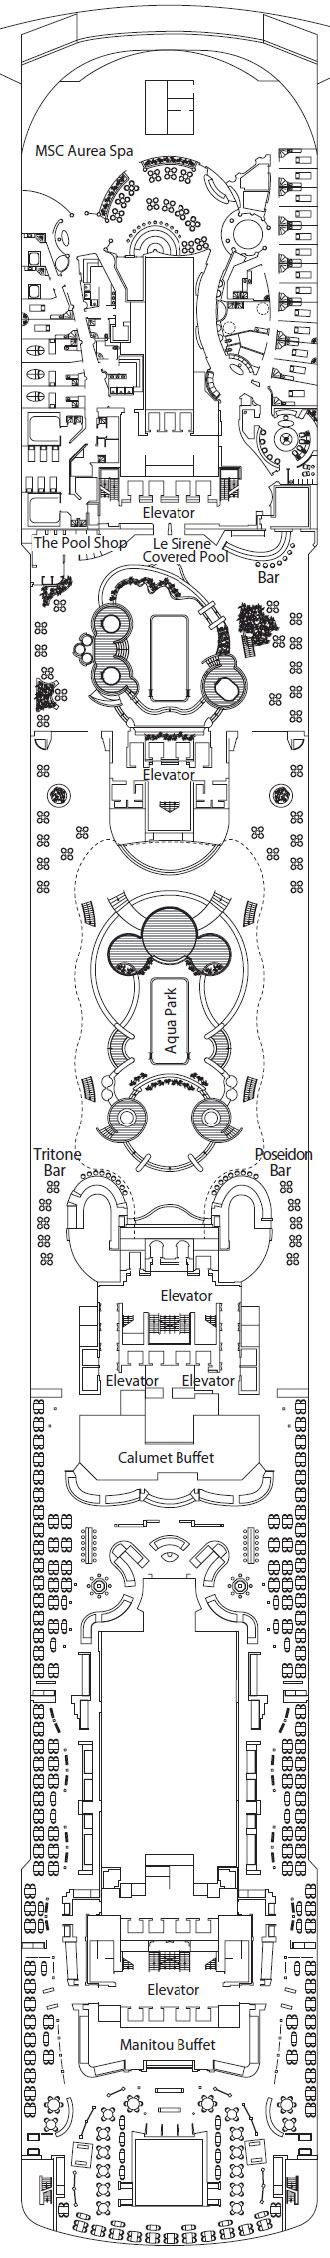 MSC Aurea Spa
Elevator
The Pool Shop
Le Sirene
Covered Pool
Bar
Elevator
Aqua Park
Tritone
Bar
Poseidon
Bar
Elevator
Elevator
Elevator
Calumet Buffet
Elevator
Manitou Buffet